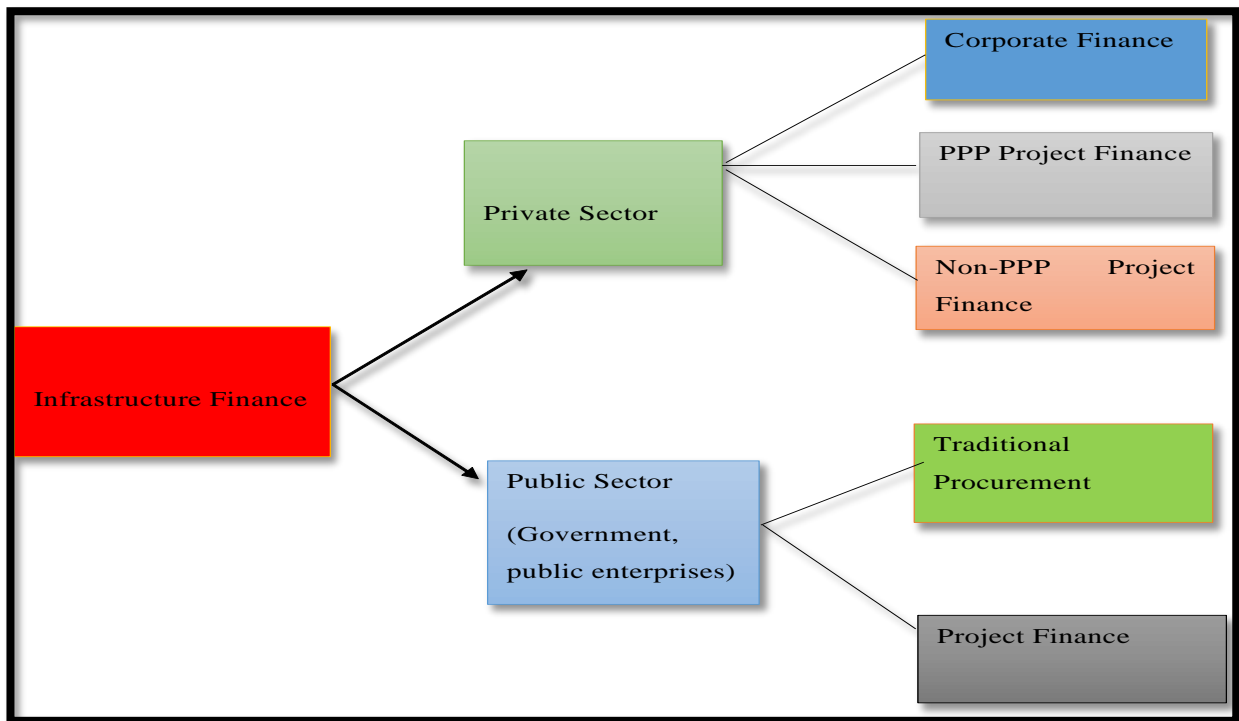 Corporate Finance
PPP Project Finance
Private Sector
Non-PPP Project
Finance
Infrastructure Finance
Traditional
Procurement
Public Sector
(Government,
public enterprises)
Project Finance